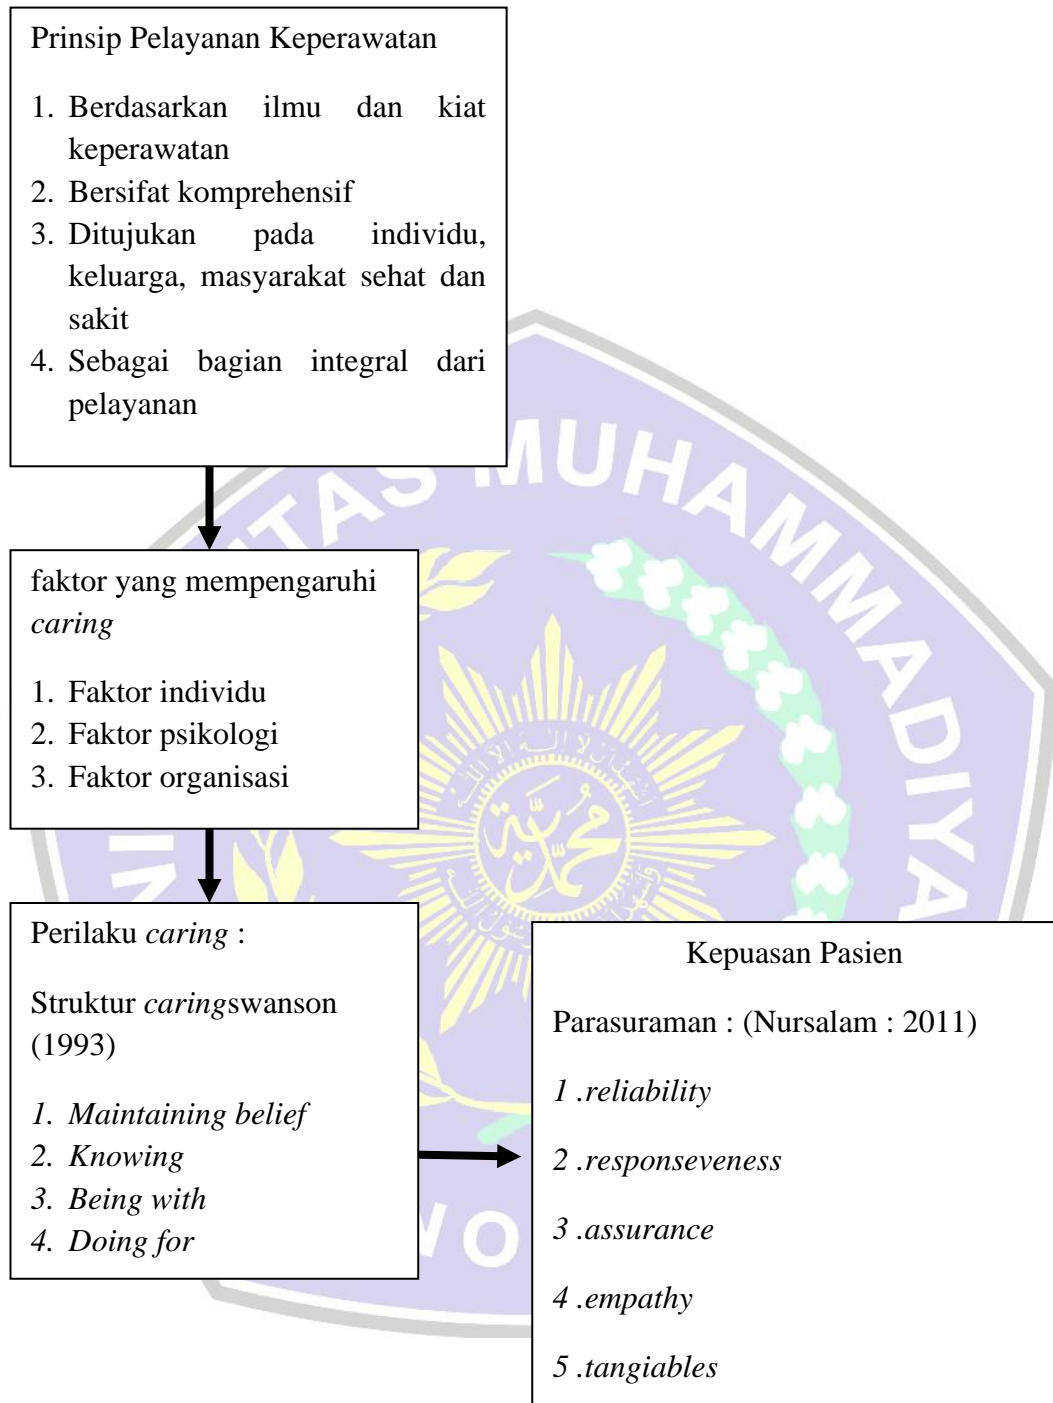 Prinsip Pelayanan Keperawatan
1. Berdasarkan ilmu dan kiat
keperawatan
2. Bersifat komprehensif
3. Ditujukan pada individu,
keluarga, masyarakat sehat dan
sakit
4. Sebagai bagian integral dari
pelayanan
faktor yang mempengaruhi
caring
1. Faktor individu
2. Faktor psikologi
3. Faktor organisasi
Perilaku caring :
Struktur caringswanson
(1993)
1. Maintaining belief
2. Knowing
3. Being with
4. Doing for
Kepuasan Pasien
Parasuraman : (Nursalam : 2011)
1 .reliability
2 .responseveness
3 .assurance
4 .empathy
5 .tangiables
ITAS MUHAMMADIYA
محمدية